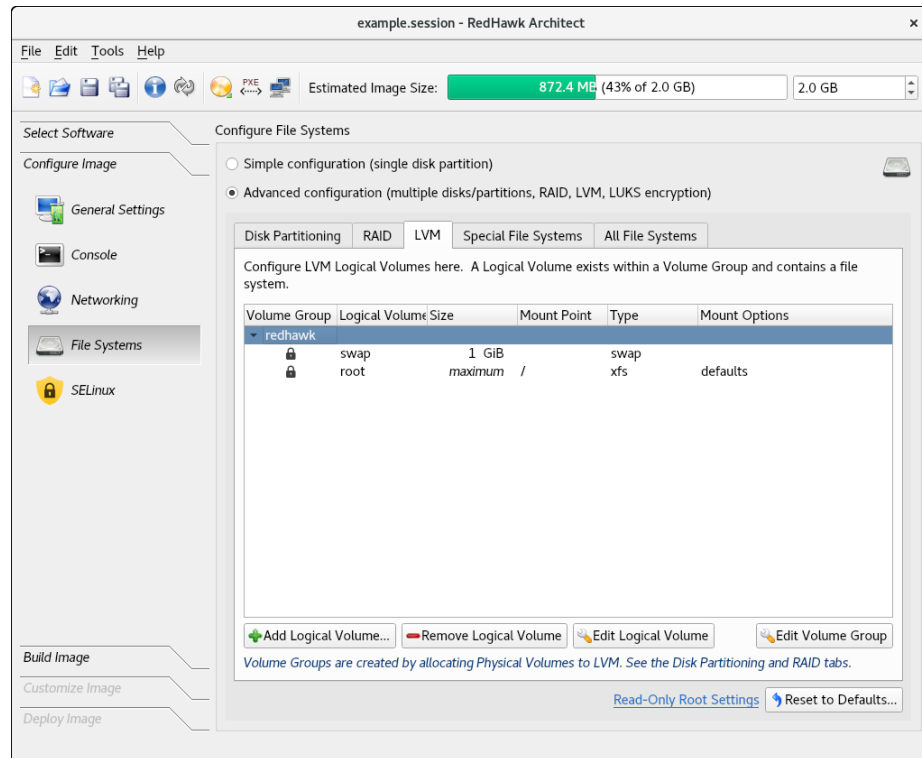 example.session - RedHawk Architect ×
File Edit Tools Help
PXE
Estimated Image Size: 872.4 MB (43% of 2.0 GB) 2.0 GB
Select Software
Configure Image
General Settings
Console
Networking
File Systems
SELinux
Build Image
Customize Image
Deploy Image
Configure File Systems
Simple configuration (single disk partition)
Advanced configuration (multiple disks/partitions, RAID, LVM, LUKS encryption)
Disk Partitioning RAID LVM Special File Systems All File Systems
Configure LVM Logical Volumes here. A Logical Volume exists within a Volume Group and contains a file
system.
Volume Group Logical Volume Size Mount Point Type Mount Options
redhawk
swap 1 GiB swap
root maximum / xfs defaults
Add Logical Volume... Remove Logical Volume Edit Logical Volume Edit Volume Group
Volume Groups are created by allocating Physical Volumes to LVM. See the Disk Partitioning and RAID tabs.
Read-Only Root Settings Reset to Defaults...